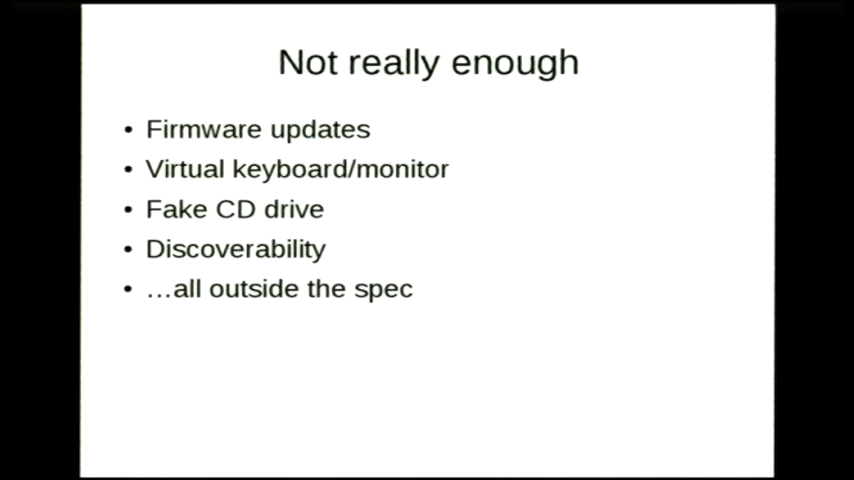 Not really enough
• Firmware updates
• Virtual keyboard/monitor
• Fake CD drive
• Discoverability
• …all outside the spec